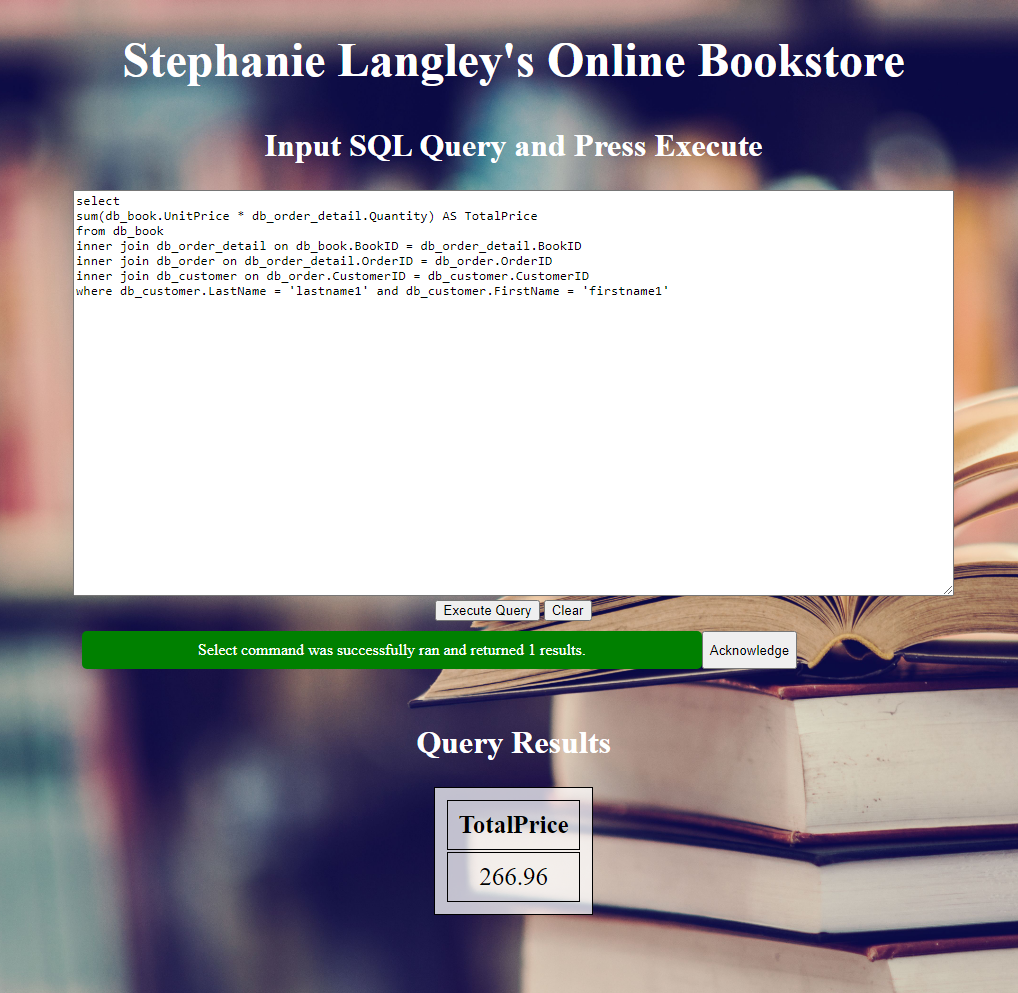 Stephanie Langley's Online Bookstore
Input SQL Query and Press Execute
select
sum(db_book.UnitPrice * db_order_detail.Quantity) AS TotalPrice
from db_book
inner join db_order_detail on db_book.BookID = db_order_detail.BookID
inner join db_order on db_order_detail.OrderID = db_order.OrderID
inner join db_customer on db_order.CustomerID = db_customer.CustomerID
where db_customer.LastName = 'lastname1' and db_customer.FirstName = 'firstname1'
Execute Query Clear
Select command was successfully ran and returned 1 results. Acknowledge
Query Results
TotalPrice
266.96